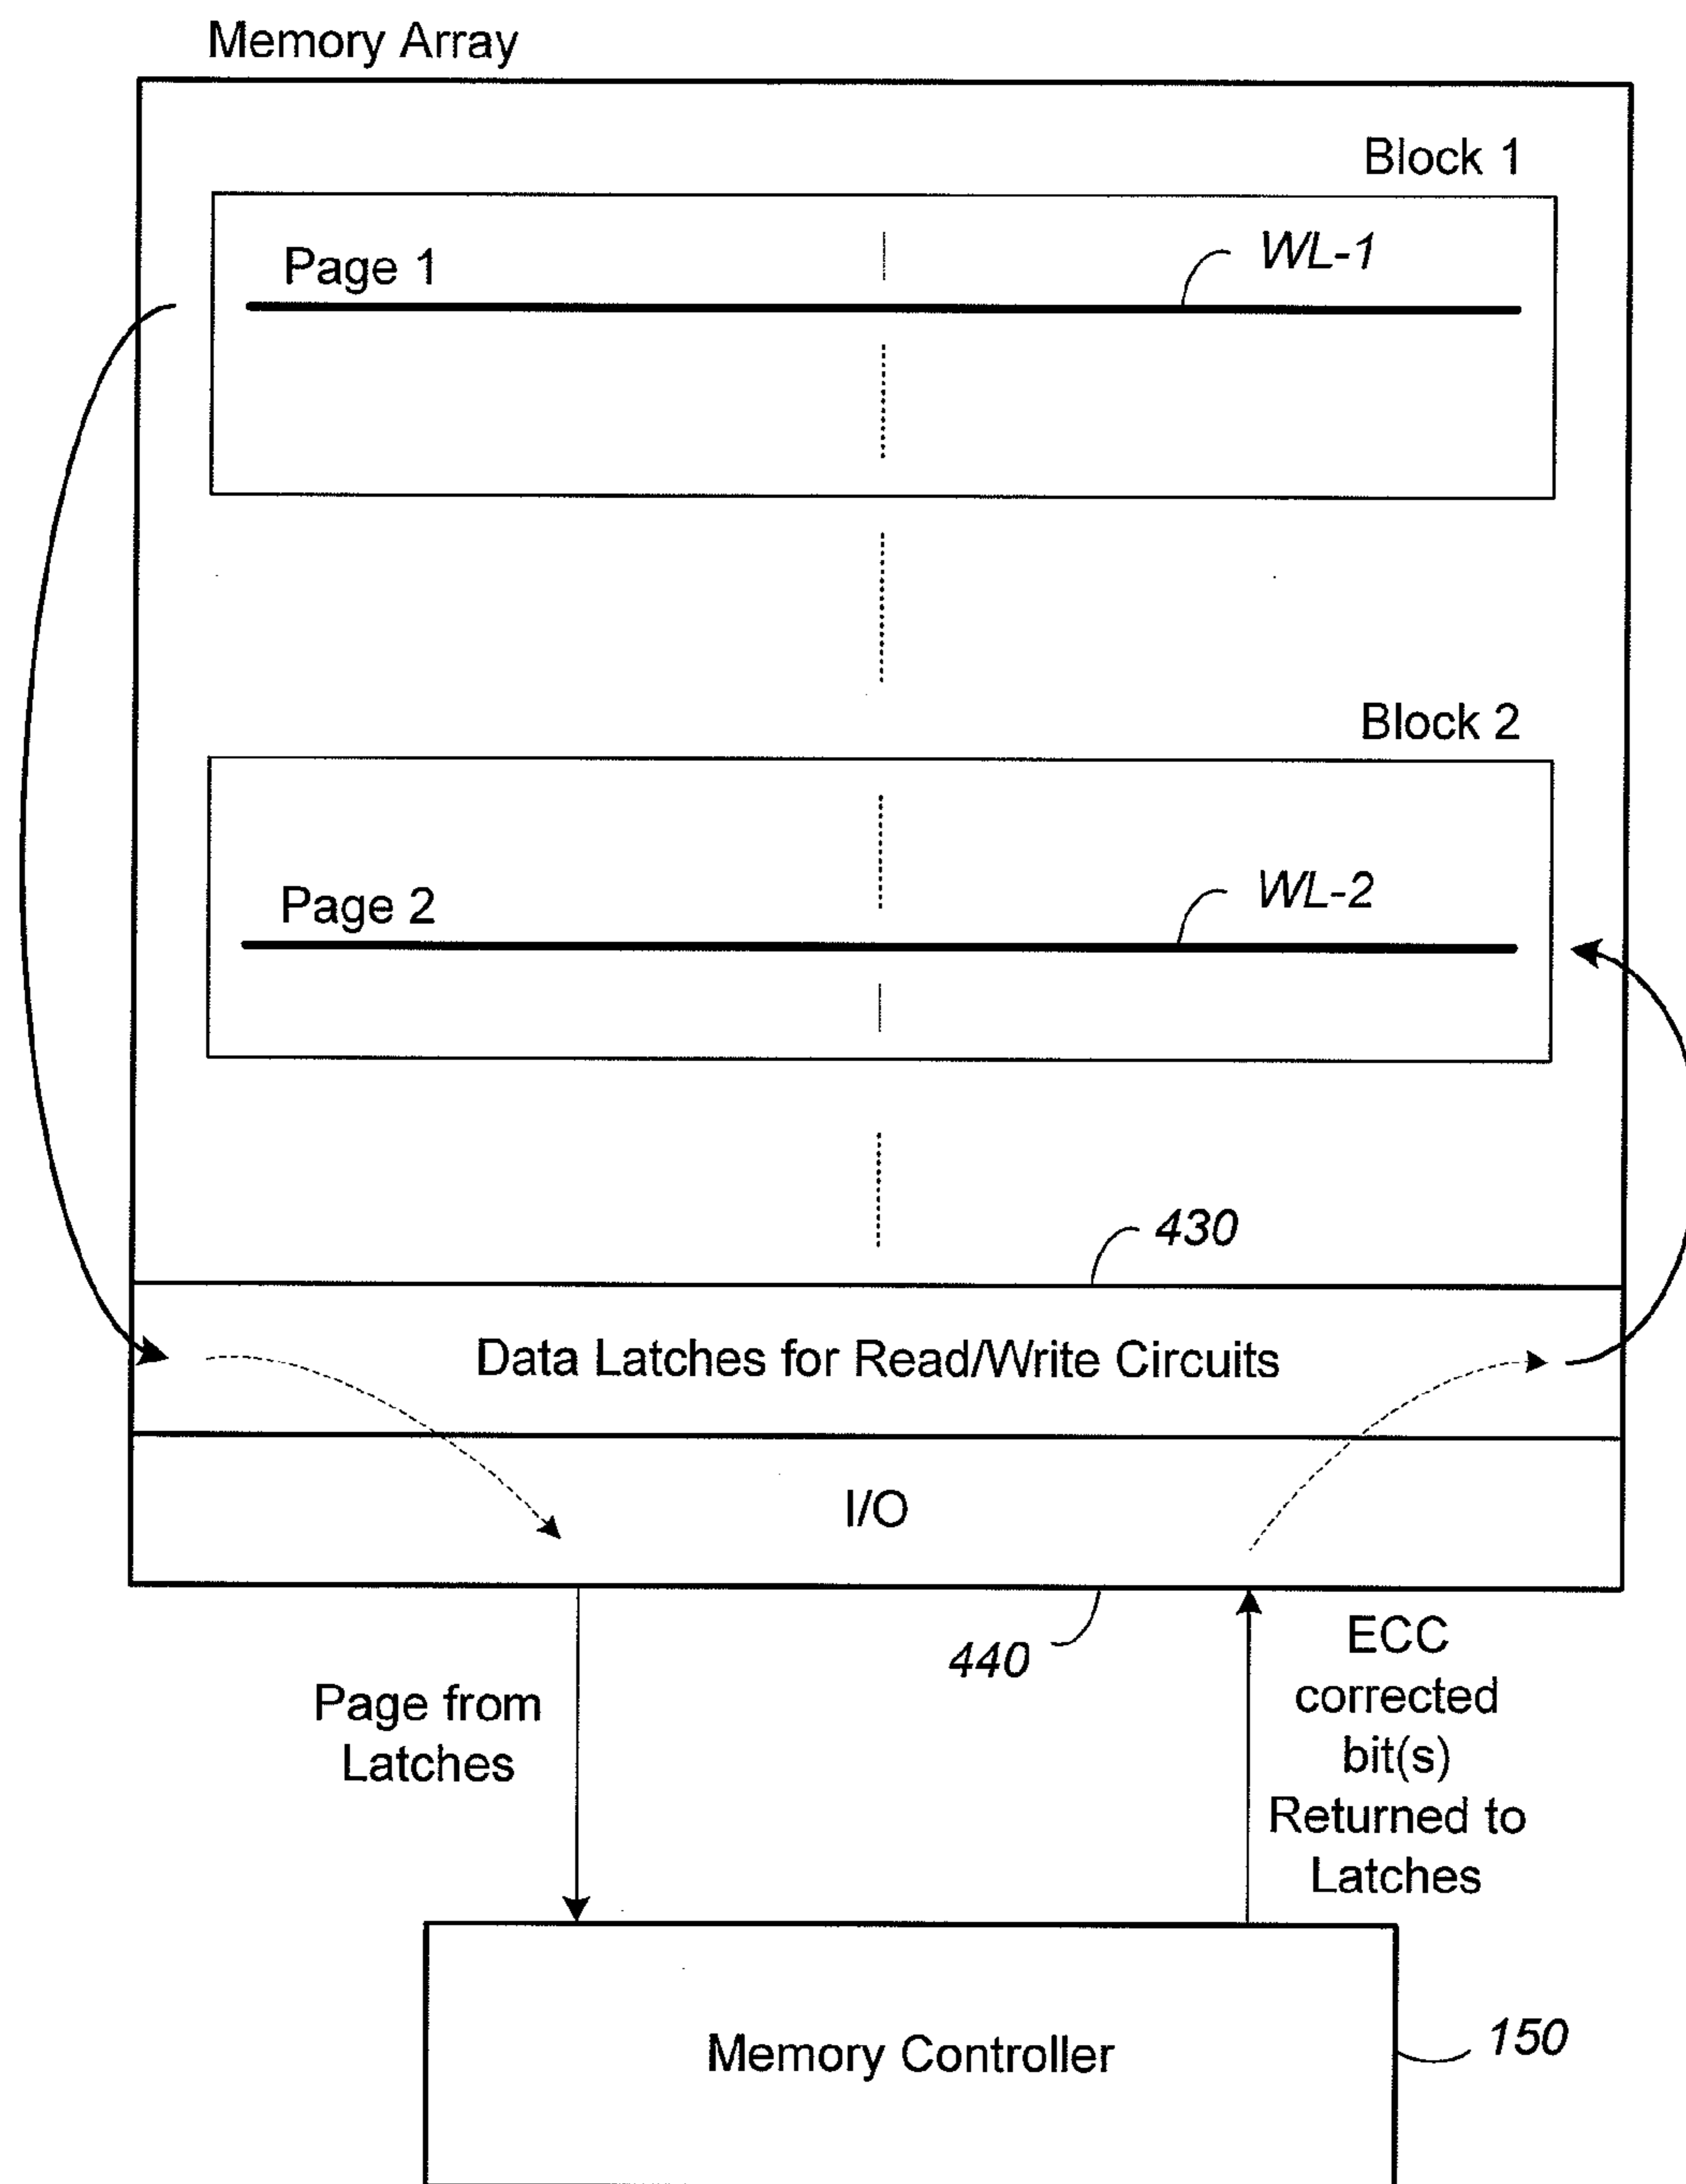 Memory Array
Block 1
Page 1
WL-1
Block 2
Page 2
WL-2
430
Data Latches for Read/Write Circuits
I/O
440
Page from
Latches
ECC
corrected
bit(s)
Returned to
Latches
Memory Controller
150